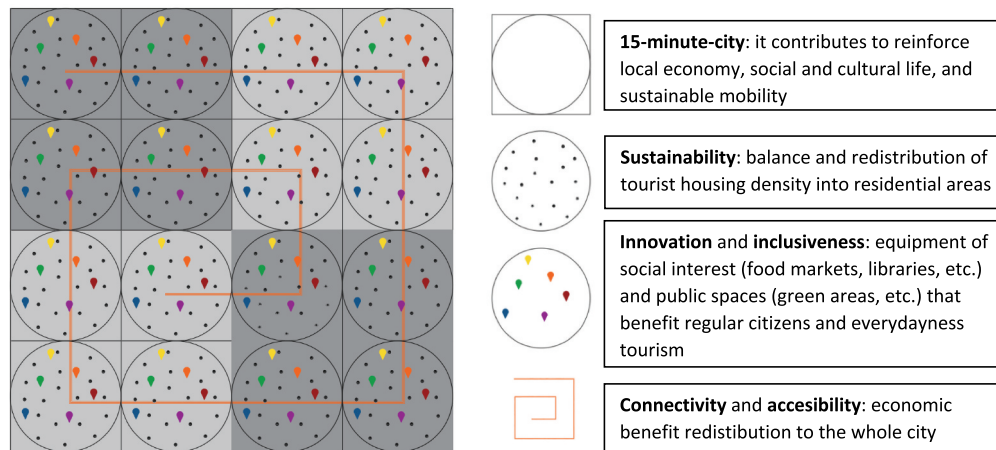 15-minute-city: it contributes to reinforce
local economy, social and cultural life, and
sustainable mobility
Sustainability: balance and redistribution of
tourist housing density into residential areas
Innovation and inclusiveness: equipment of
social interest (food markets, libraries, etc.)
and public spaces (green areas, etc.) that
benefit regular citizens and everydayness
tourism
Connectivity and accesibility: economic
benefit redistibution to the whole city